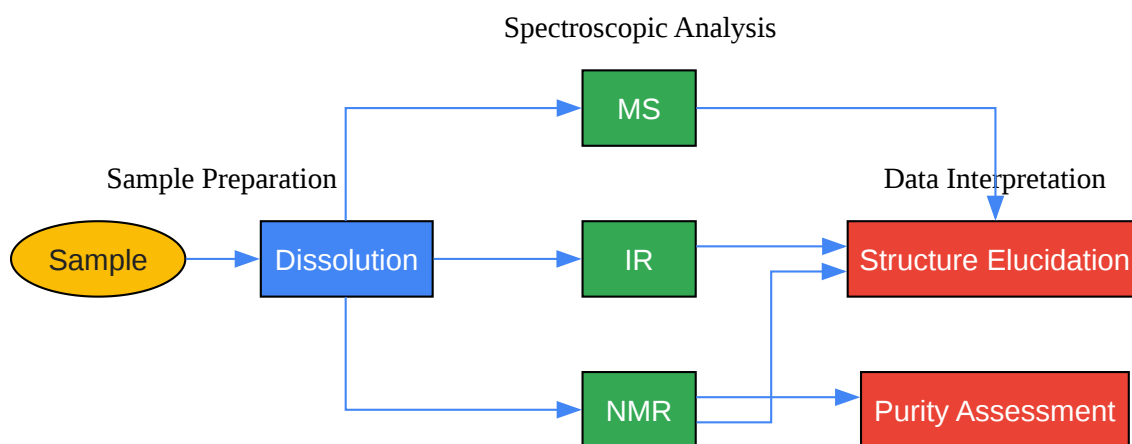 Spectroscopic Analysis
MS
Sample Preparation
Data Interpretation
Sample
Dissolution
IR
Structure Elucidation
NMR
Purity Assessment